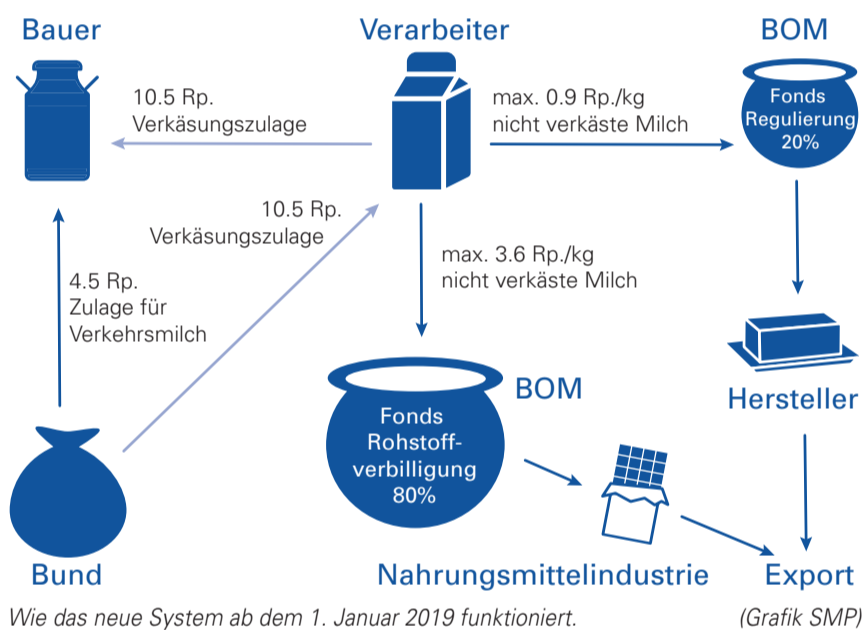 Bauer
Verarbeiter
BOM
10.5 Rp.
Verkäsungszulage
max. 0.9 Rp./kg
nicht verkäste Milch
Fonds
Regulierung
20%
10.5 Rp.
Verkäsungszulage
4.5 Rp.
Zulage für
Verkehrsmilch
max. 3.6 Rp./kg
nicht verkäste Milch
BOM
Fonds
Rohstoff-
verbilligung
80%
Hersteller
Bund
Nahrungsmittelindustrie
Export
Wie das neue System ab dem 1. Januar 2019 funktioniert.
(Grafik SMP)